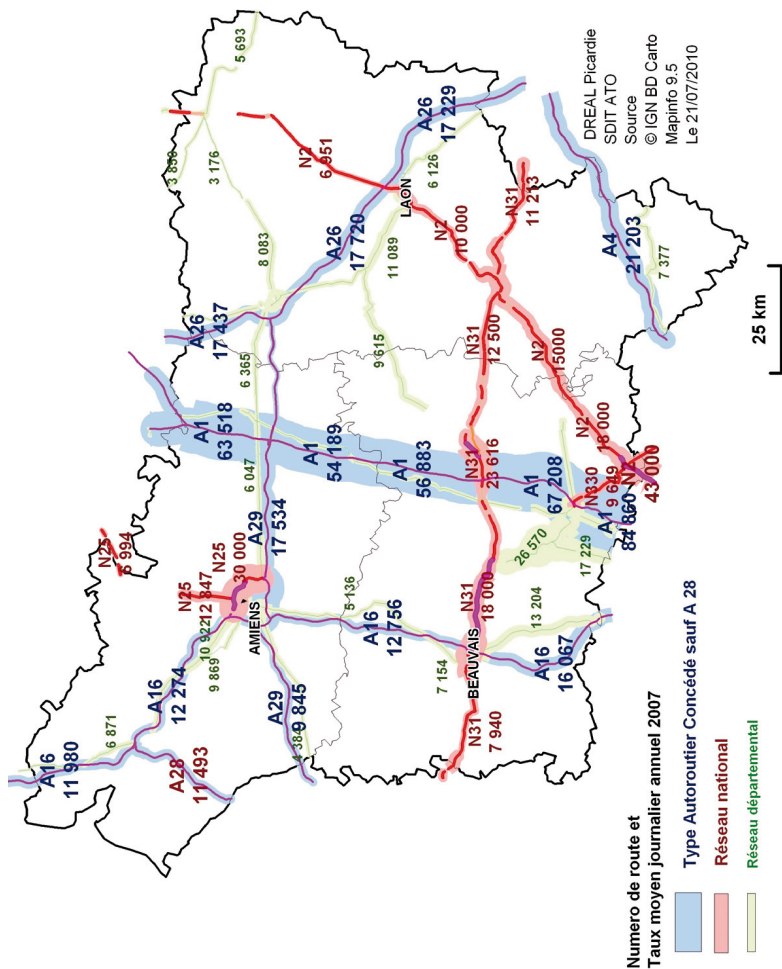 5 693
3 850
3 176
N2
6 951
A26
17 229
6 126
LAON
8 083
A26
17 720
11 089
N2
10 000
N31
11 213
A4
21 203
7 377
A26
17 437
6 365
9 615
N31
12 500
N2
15000
N2
18 000
A1
63 518
6 047
A1
54 189
A1
56 883
N31
23 616
A1
67 208
N330
9 649
43 000
A1
84 860
N25
N25
30 000
A29
17 534
N25
12 847
AMIENS
10 922
9 869
5 136
A16
12 756
N31
18 000
26 570
17 229
13 204
7 154
BEAUVAIS
A16
16 067
A16
12 274
6 871
A16
11 980
A28
11 493
A29
9 845
N31
7 940
25 km
DREAL Picardie
SDIT ATO
Source
© IGN BD Carto
Mapinfo 9.5
Le 21/07/2010
Numero de route et
Taux moyen journalier annuel 2007
Type Autoroutier Concédé sauf A 28
Réseau national
Réseau départemental